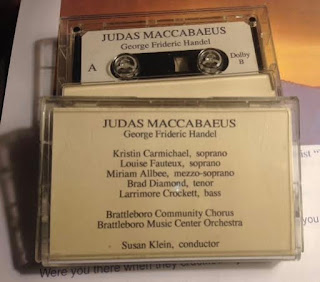 JUDAS MACCABAEUS
George Frideric Handel
A
Dolby
B
JUDAS MACCABAEUS
George Frideric Handel
Kristin Carmichael, soprano
Louise Fauteux, soprano
Miriam Allbee, mezzo-soprano
Brad Diamond, tenor
Larrimore Crockett, bass
Brattleboro Community Chorus
Brattleboro Music Center Orchestra
Susan Klein, conductor
you
Were you there when they